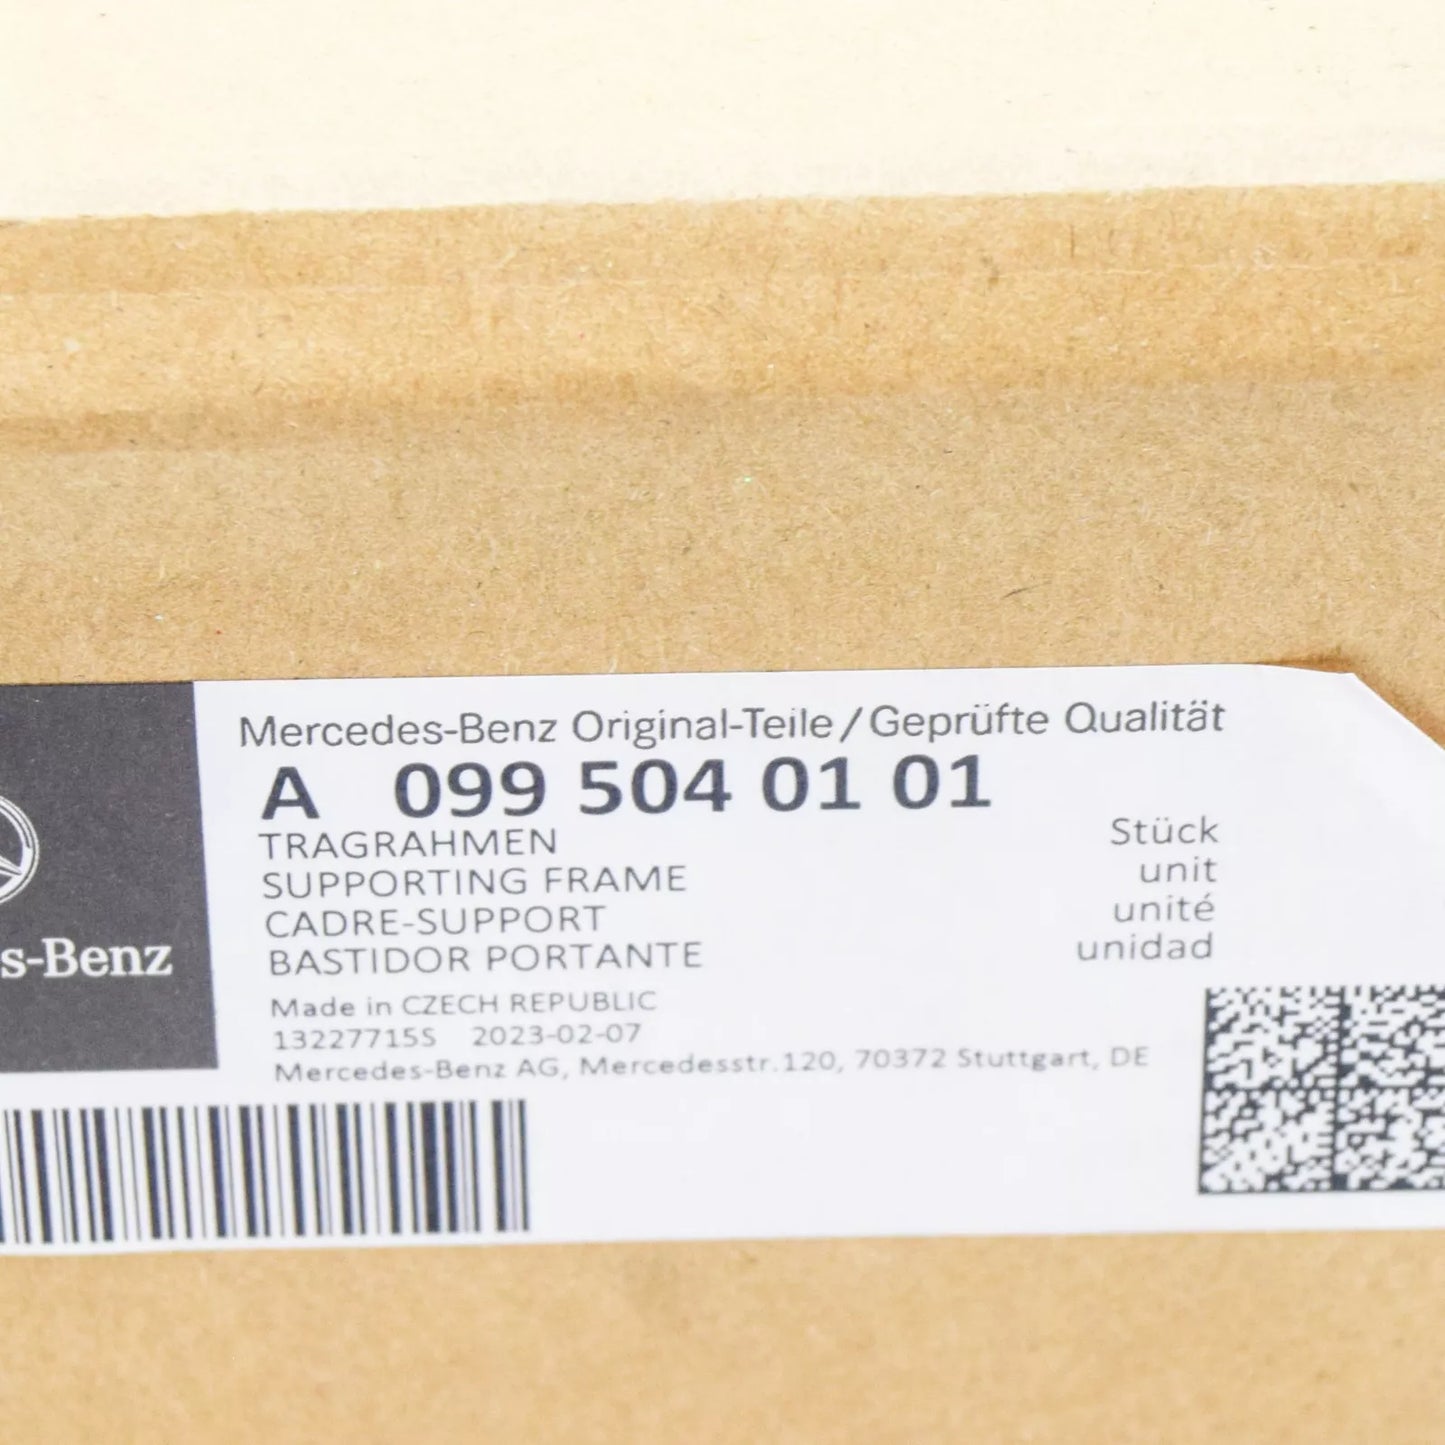 Mercedes-Benz Original-Teile/Geprüfte Qualität
A 099 504 01 01
TRAGRAHMEN
SUPPORTING FRAME
CADRE-SUPPORT
BASTIDOR PORTANTE
Stück
unit
unité
unidad
s-Benz
Made in CZECH REPUBLIC
13227715S 2023-02-07
Mercedes-Benz AG, Mercedesstr.120, 70372 Stuttgart, DE